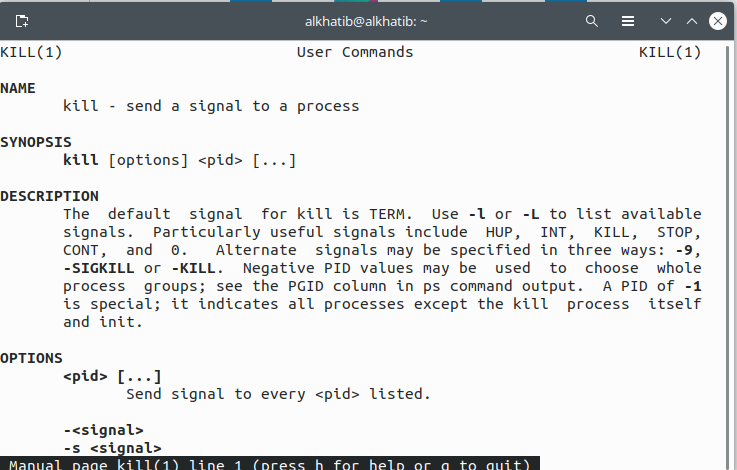 alkhatib@alkhatib: ~
KILL(1) User Commands KILL(1)
NAME
kill - send a signal to a process
SYNOPSIS
kill [options] <pid> [...]
DESCRIPTION
The default signal for kill is TERM. Use -l or -L to list available
signals. Particularly useful signals include HUP, INT, KILL, STOP,
CONT, and 0. Alternate signals may be specified in three ways: -9,
-SIGKILL or -KILL. Negative PID values may be used to choose whole
process groups; see the PGID column in ps command output. A PID of -1
is special; it indicates all processes except the kill process itself
and init.
OPTIONS
<pid> [...]
Send signal to every <pid> listed.
-<signal>
-s <signal>
Manual page kill(1) line 1 (press h for help or q to quit)